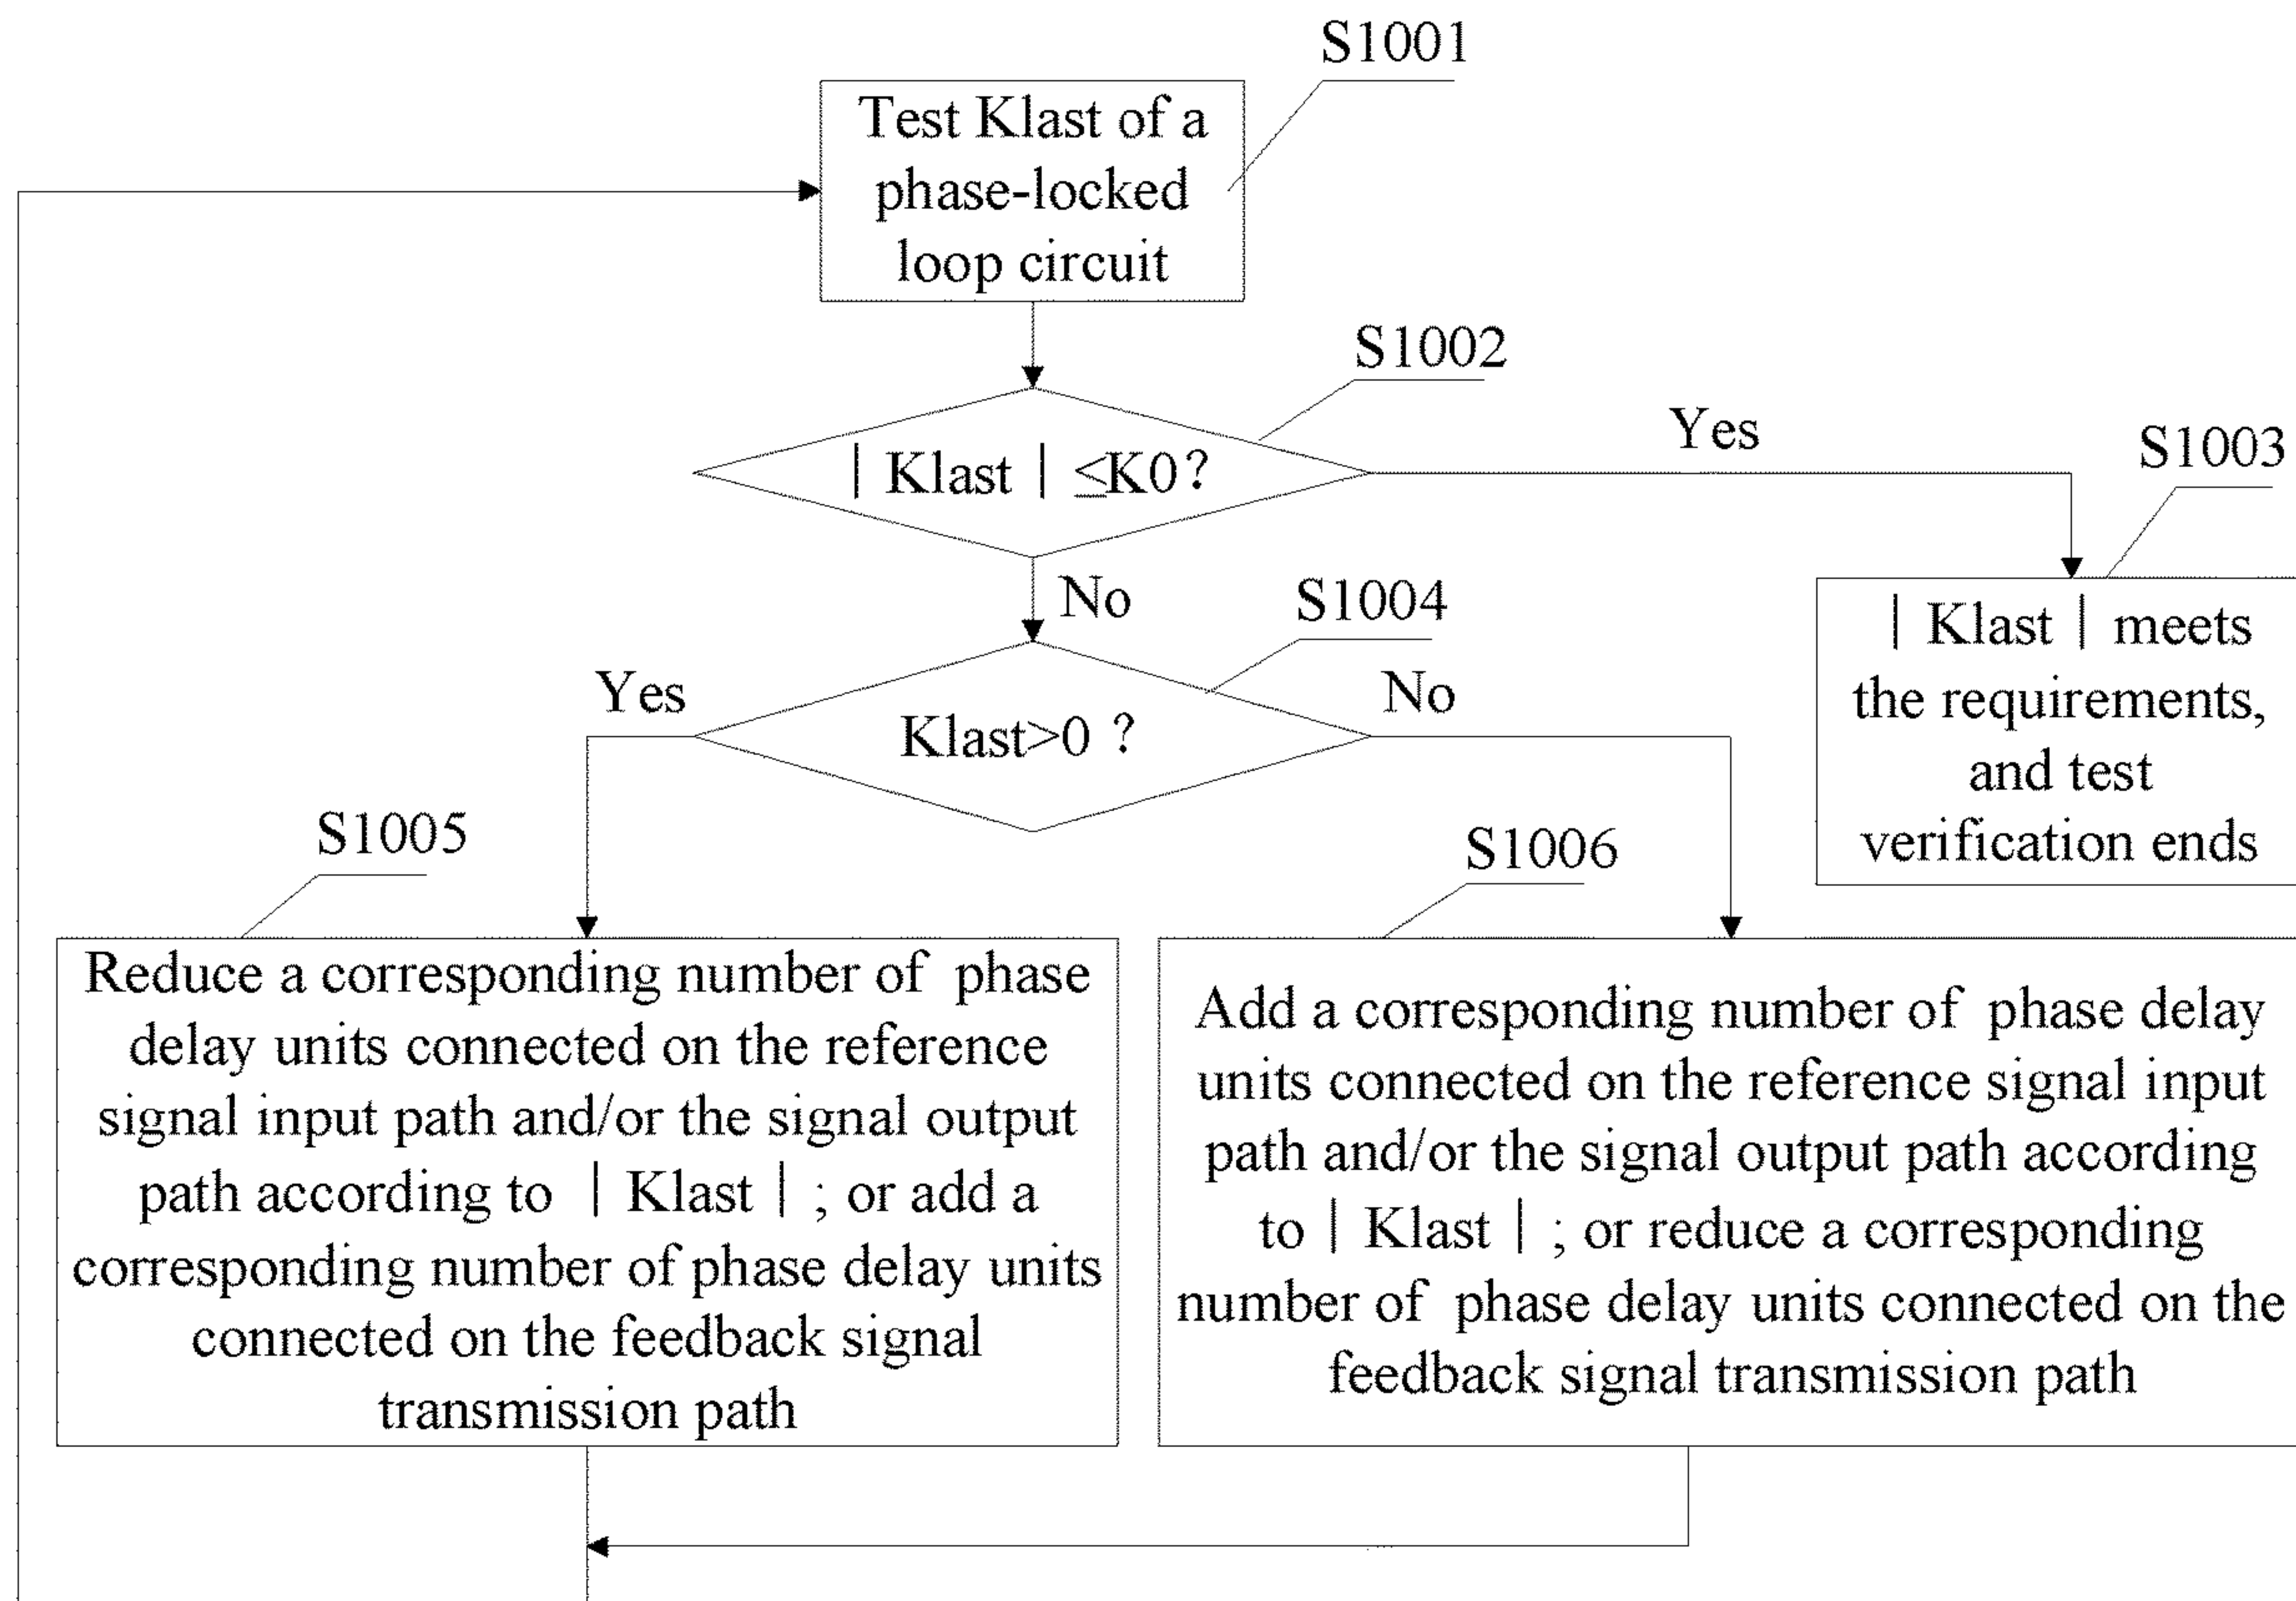 S1001
Test Klast of a
phase-locked
loop circuit
S1002
| Klast | ≤K0?
Yes
S1003
No
| Klast | meets
the requirements,
and test
verification ends
S1004
Yes
No
Klast>0 ?
S1005
S1006
Reduce a corresponding number of phase
delay units connected on the reference
signal input path and/or the signal output
path according to | Klast | ; or add a
corresponding number of phase delay units
connected on the feedback signal
transmission path
Add a corresponding number of phase delay
units connected on the reference signal input
path and/or the signal output path according
to | Klast | ; or reduce a corresponding
number of phase delay units connected on the
feedback signal transmission path